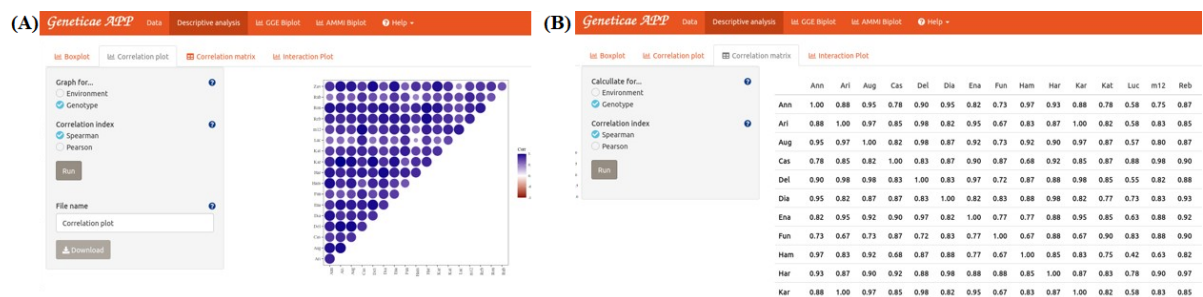 (A)
Geneticae APP Data Descriptive analysis GGE Biplot AMMI Biplot Help
Boxplot Correlation plot Correlation matrix Interaction Plot
Graph for...
Environment
Genotype
Correlation index
Spearman
Pearson
Run
File name
Correlation plot
Download
(B)
Geneticae APP Data Descriptive analysis GGE Biplot AMMI Biplot Help
Boxplot Correlation plot Correlation matrix Interaction Plot
Calcullate for...
Environment
Genotype
Correlation index
Spearman
Pearson
Run
Ann Ari Aug Cas Del Dia Ena Fun Ham Har Kar Kat Luc m12 Reb
Ann 1.00 0.88 0.95 0.78 0.90 0.95 0.82 0.73 0.97 0.93 0.88 0.78 0.58 0.75 0.87
Ari 0.88 1.00 0.97 0.85 0.98 0.82 0.95 0.67 0.83 0.87 1.00 0.82 0.58 0.83 0.85
Aug 0.95 0.97 1.00 0.82 0.98 0.87 0.92 0.73 0.92 0.90 0.97 0.87 0.57 0.80 0.87
Cas 0.78 0.85 0.82 1.00 0.83 0.87 0.90 0.87 0.68 0.92 0.85 0.87 0.88 0.98 0.90
Del 0.90 0.98 0.98 0.83 1.00 0.83 0.97 0.72 0.87 0.88 0.98 0.85 0.55 0.82 0.88
Dia 0.95 0.82 0.87 0.87 0.83 1.00 0.82 0.83 0.88 0.98 0.82 0.77 0.73 0.83 0.93
Ena 0.82 0.95 0.92 0.90 0.97 0.82 1.00 0.77 0.77 0.88 0.95 0.85 0.63 0.88 0.92
Fun 0.73 0.67 0.73 0.87 0.72 0.83 0.77 1.00 0.67 0.88 0.67 0.90 0.83 0.88 0.90
Ham 0.97 0.83 0.92 0.68 0.87 0.88 0.77 0.67 1.00 0.85 0.83 0.75 0.42 0.63 0.82
Har 0.93 0.87 0.90 0.92 0.88 0.98 0.88 0.88 0.85 1.00 0.87 0.83 0.78 0.90 0.97
Kar 0.88 1.00 0.97 0.85 0.98 0.82 0.95 0.67 0.83 0.87 1.00 0.82 0.58 0.83 0.85